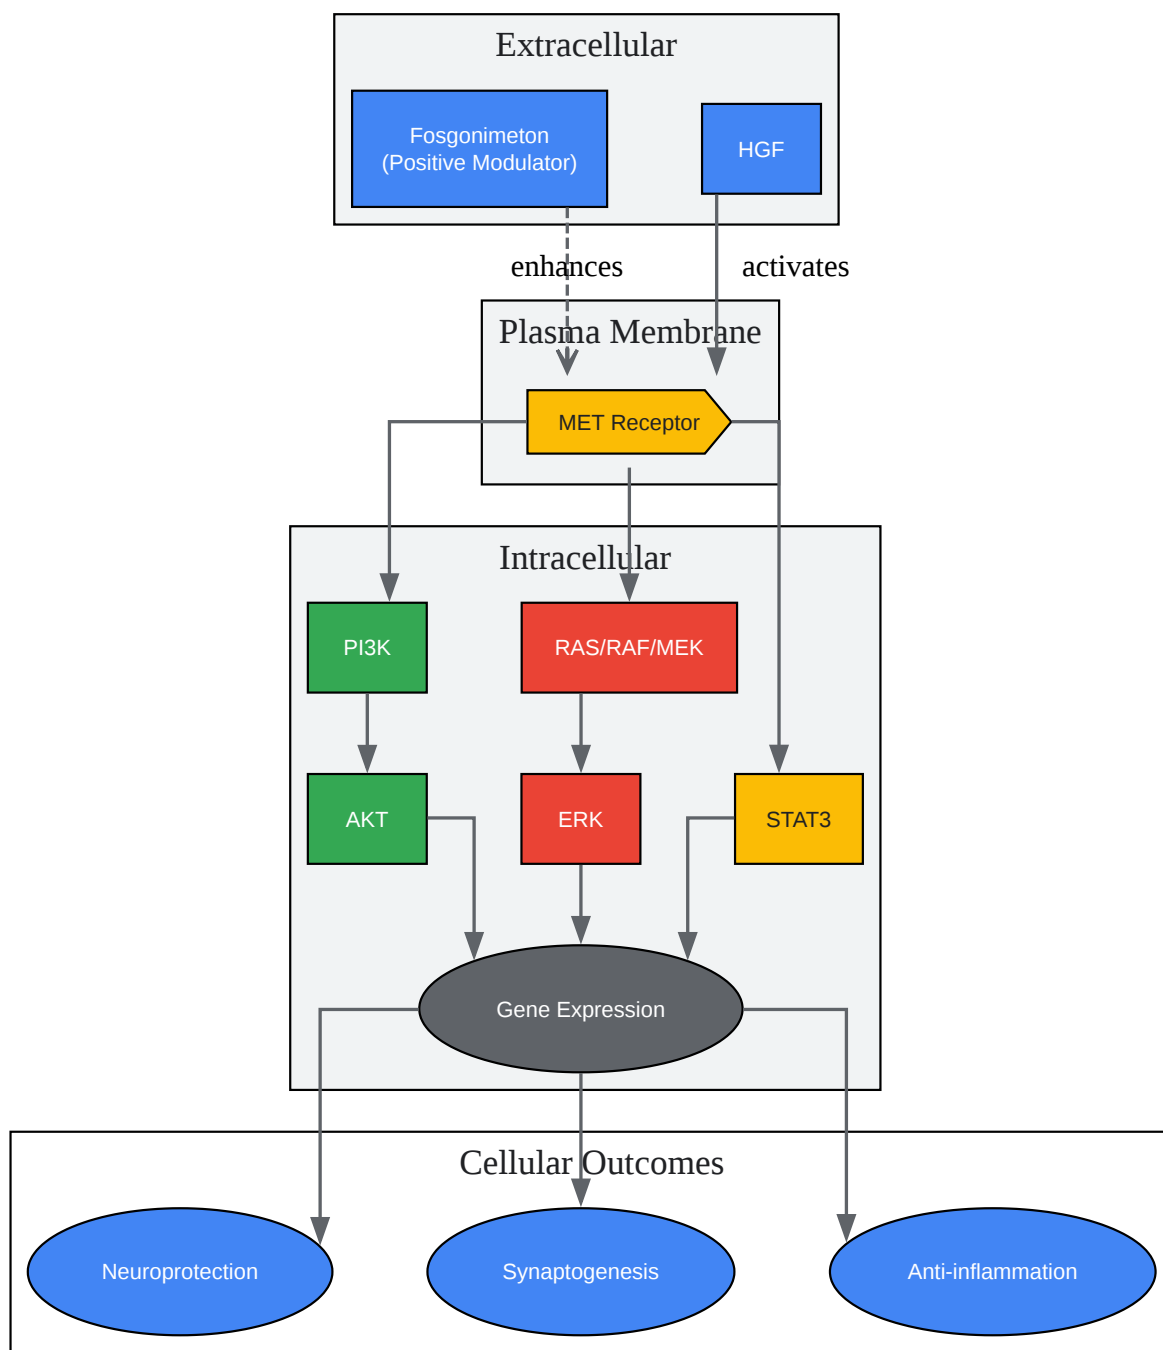 Extracellular
Fosgonimeton
(Positive Modulator)
HGF
enhances
activates
Plasma Membrane
MET Receptor
Intracellular
PI3K
RAS/RAF/MEK
AKT
ERK
STAT3
Gene Expression
Cellular Outcomes
Neuroprotection
Synaptogenesis
Anti-inflammation